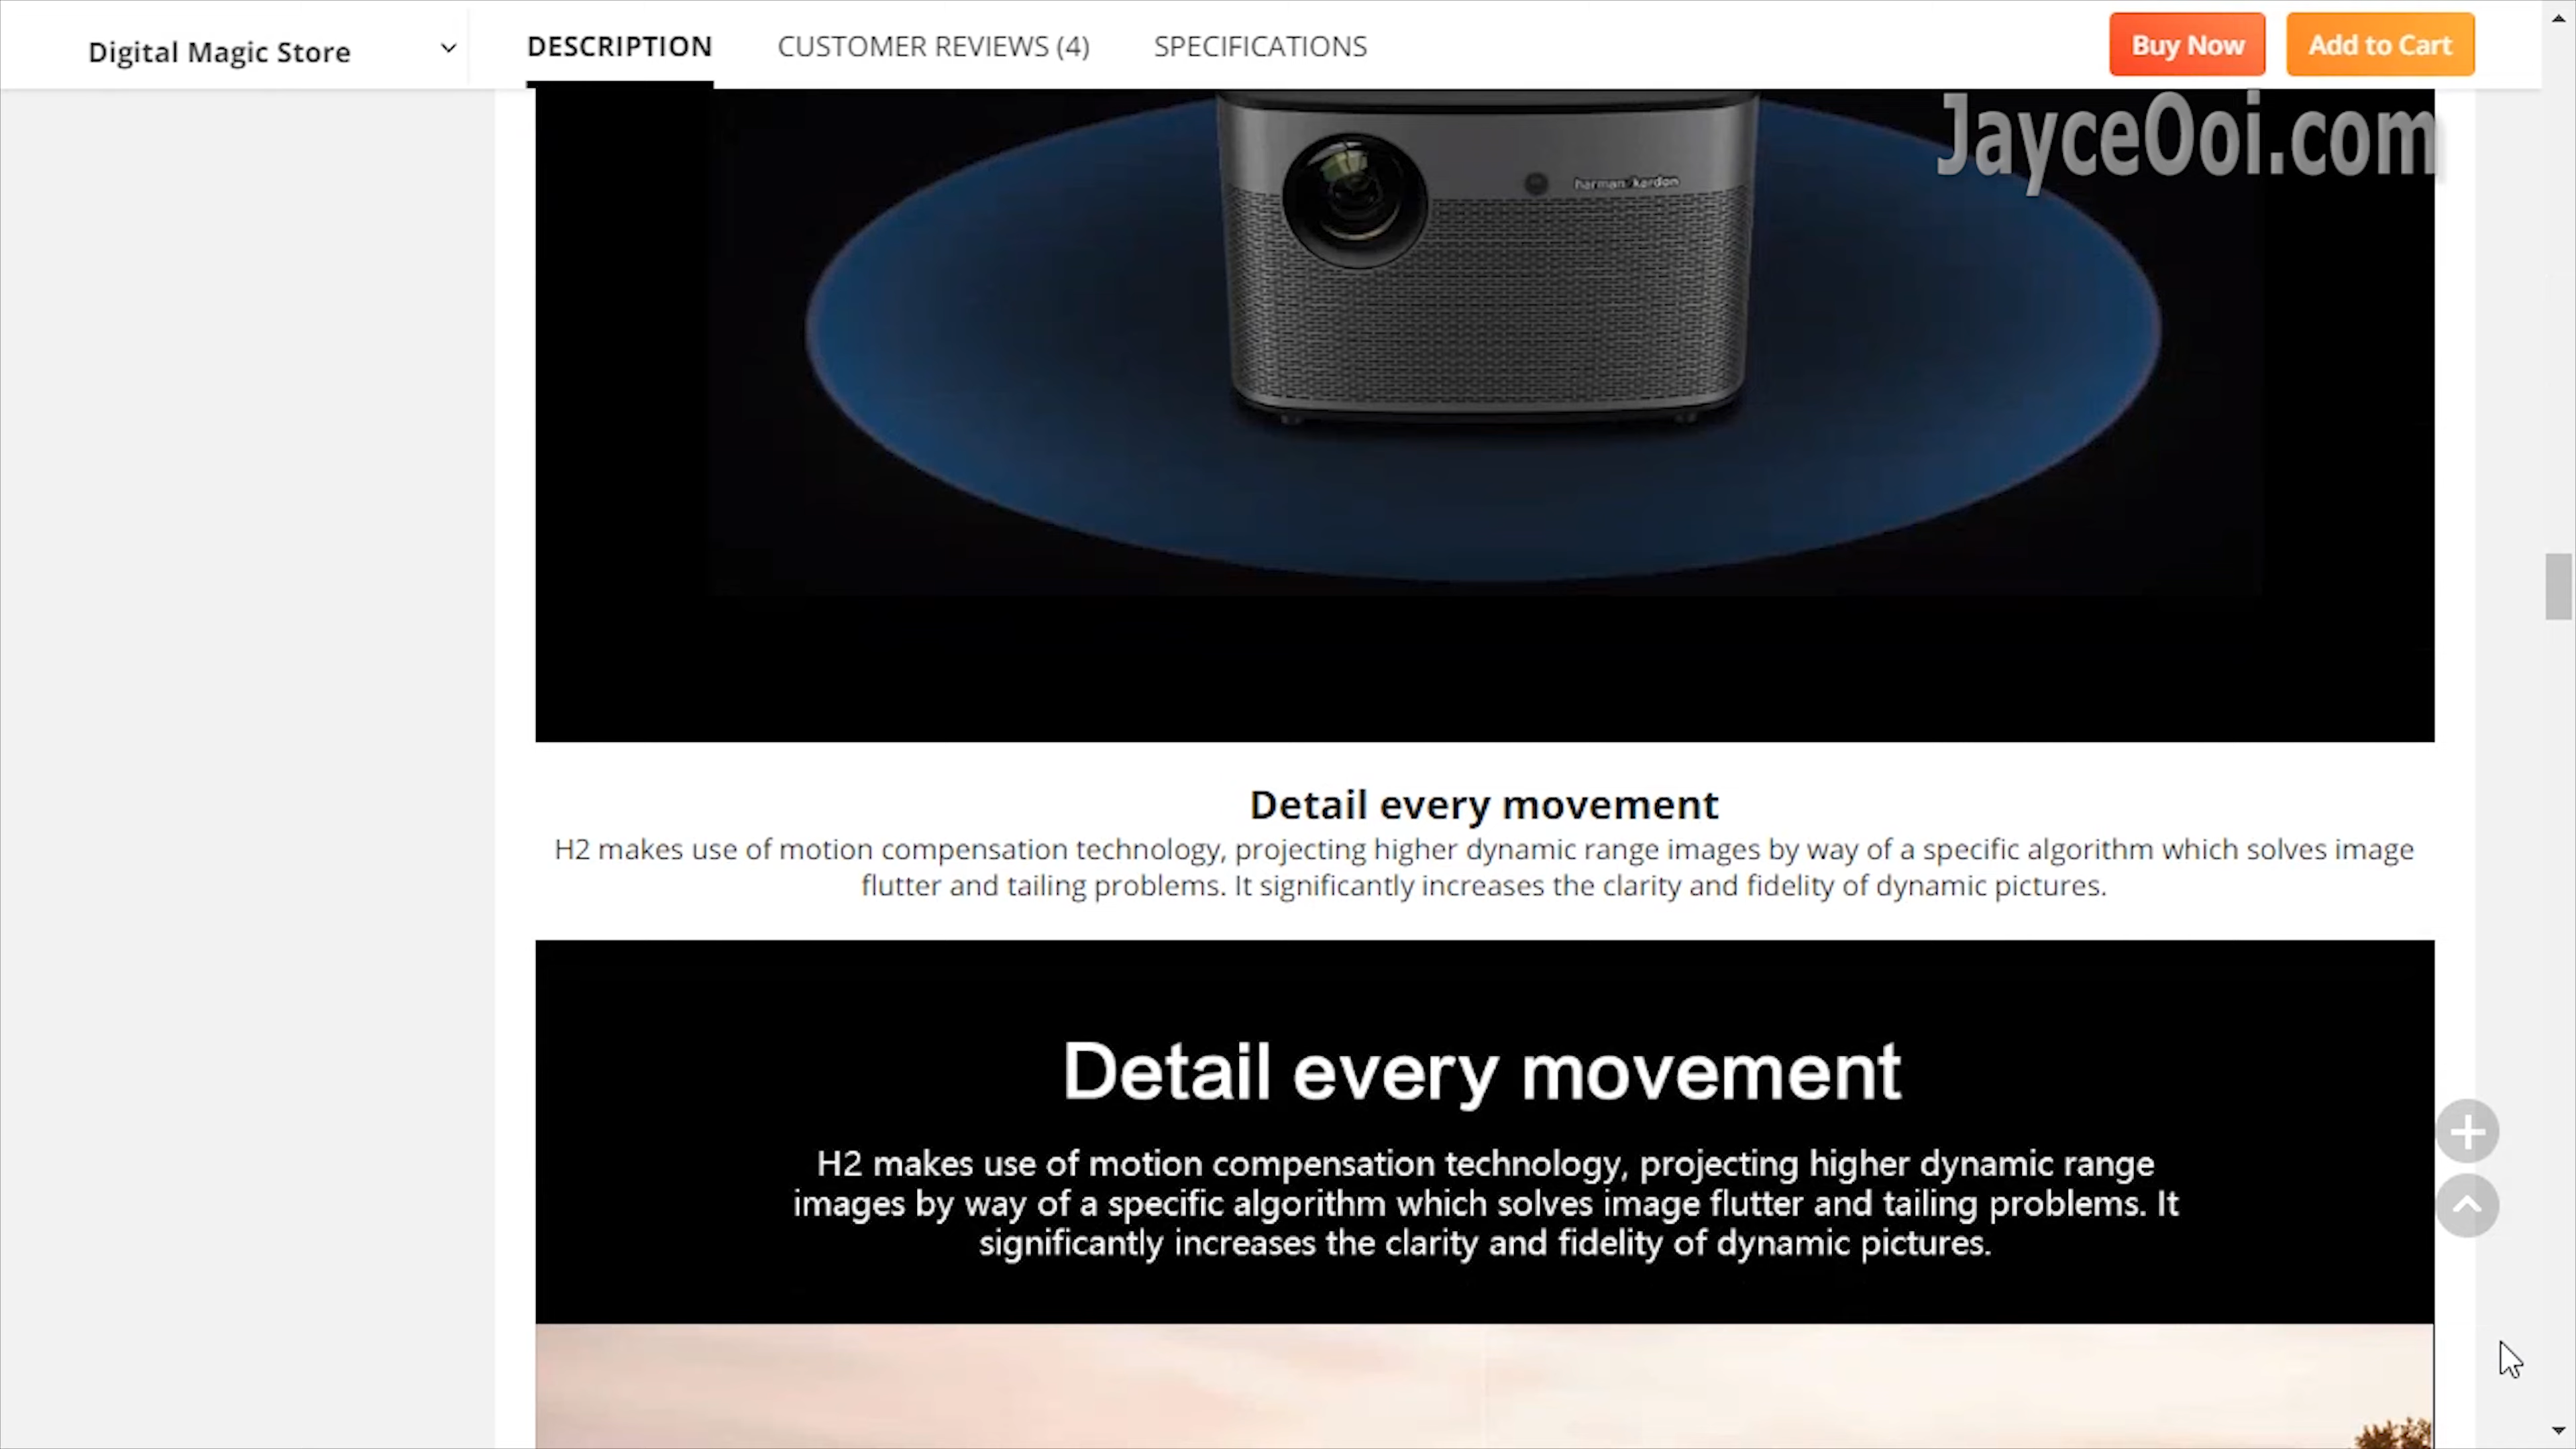 Digital Magic Store
DESCRIPTION
CUSTOMER REVIEWS (4)
SPECIFICATIONS
Buy Now
Add to Cart
JayceOoi.com
harman/kardon
Detail every movement
H2 makes use of motion compensation technology, projecting higher dynamic range images by way of a specific algorithm which solves image
flutter and tailing problems. It significantly increases the clarity and fidelity of dynamic pictures.
Detail every movement
H2 makes use of motion compensation technology, projecting higher dynamic range
images by way of a specific algorithm which solves image flutter and tailing problems. It
significantly increases the clarity and fidelity of dynamic pictures.